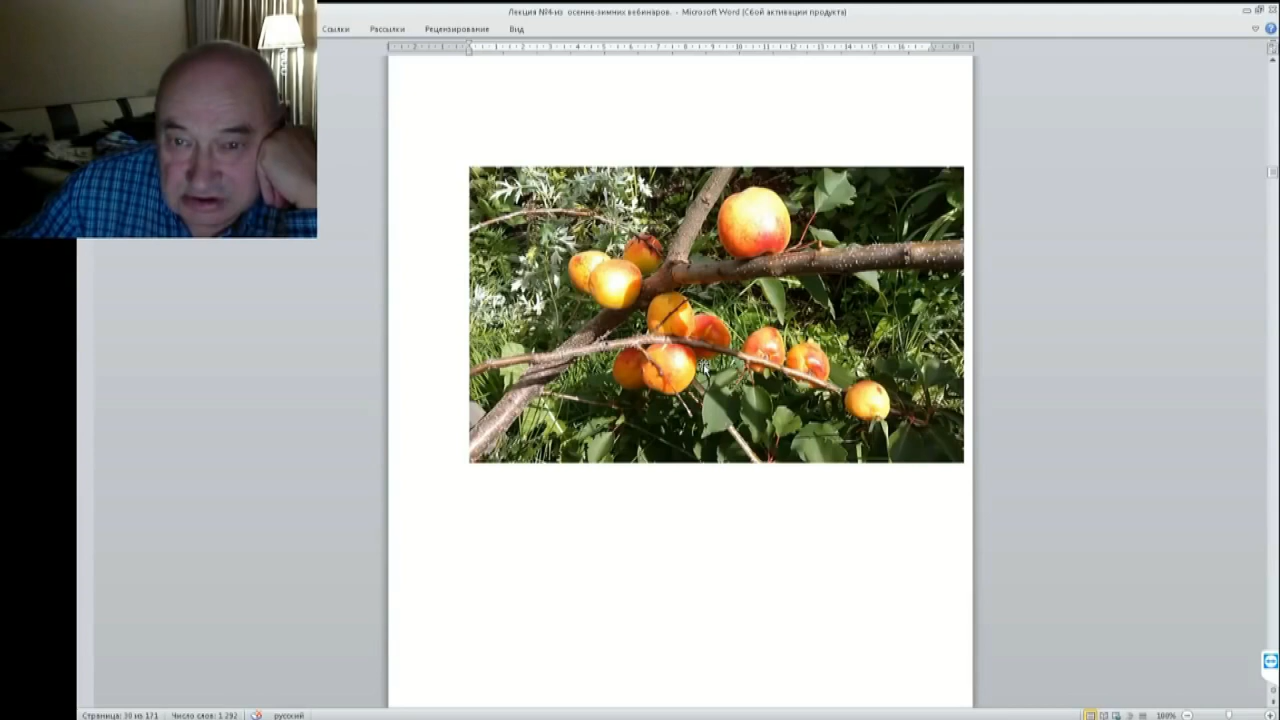 Лекция №4 из осенне-зимних вебинаров. - Microsoft Word (Сбой активации продукта)
Ссылки Рассылки Рецензирование Вид
Страница: 30 из 171 Число слов: 1 292 русский 100%